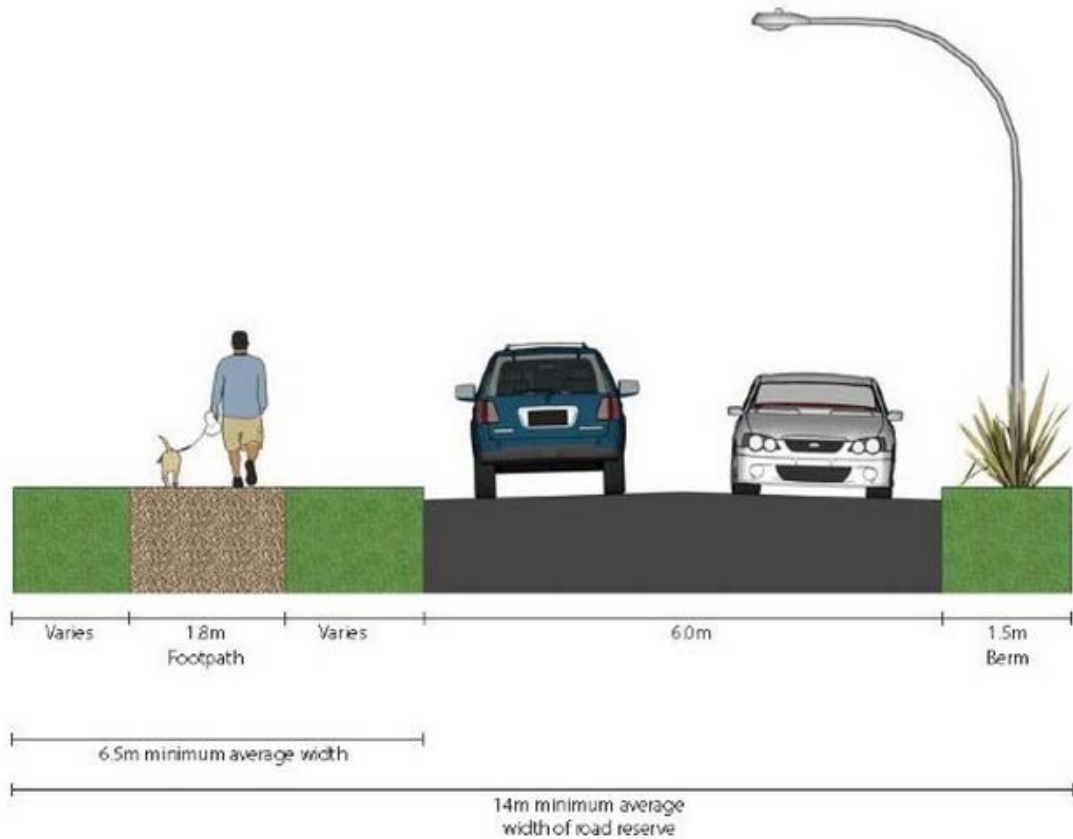 Varies
1.8m
Footpath
Varies
6.0m
1.5m
Berm
6.5m minimum average width
14m minimum average
width of road reserve